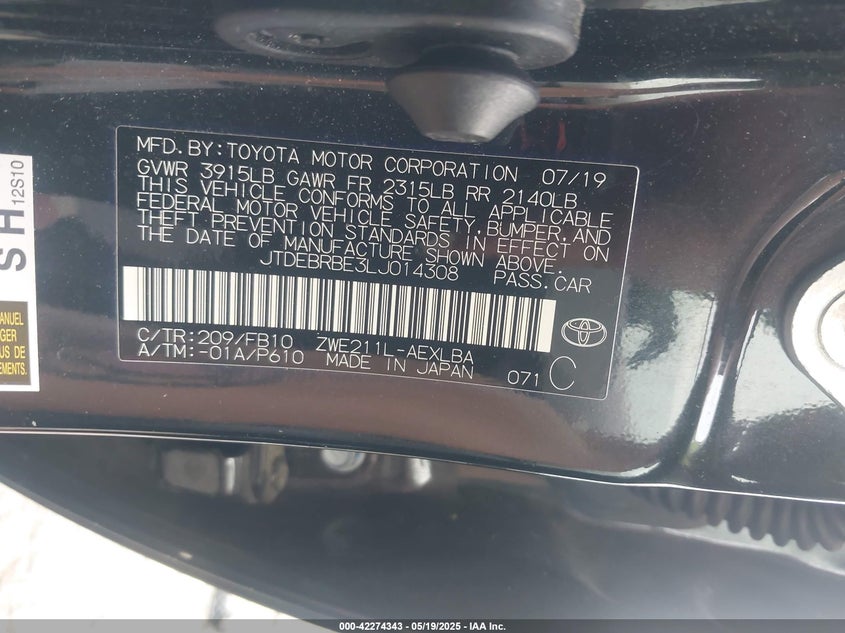 MFD. BY: TOYOTA MOTOR CORPORATION 07/19
GVWR 3915LB GAWR FR 2315LB RR 2140LB
THIS VEHICLE CONFORMS TO ALL APPLICABLE
FEDERAL MOTOR VEHICLE SAFETY, BUMPER, AND
THEFT PREVENTION STANDARDS IN EFFECT ON
THE DATE OF MANUFACTURE SHOWN ABOVE.
JTDEBRBE3LJ014308 PASS.CAR
C/TR:209/FB10 ZWE211L-AEXLBA
A/TM:-01A/P610 MADE IN JAPAN
071 C
SH
12S10
000-42274343 / 05/19/2025 - IAA Inc.